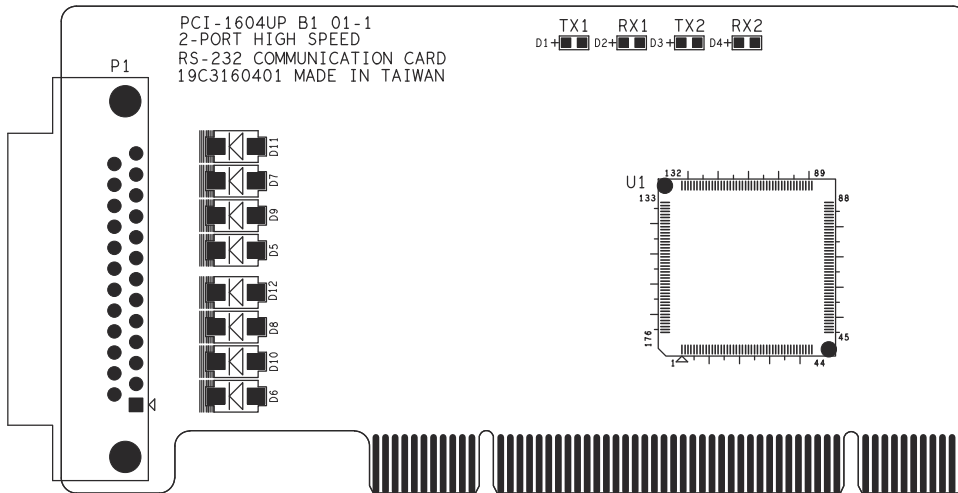 PCI-1604UP B1 01-1
2-PORT HIGH SPEED
RS-232 COMMUNICATION CARD
19C3160401 MADE IN TAIWAN
TX1 RX1 TX2 RX2
D1+ D2+ D3+ D4+
P1
D11
D7
D9
D5
D12
D8
D10
D6
U1
132 89
133 88
176 45
1 44